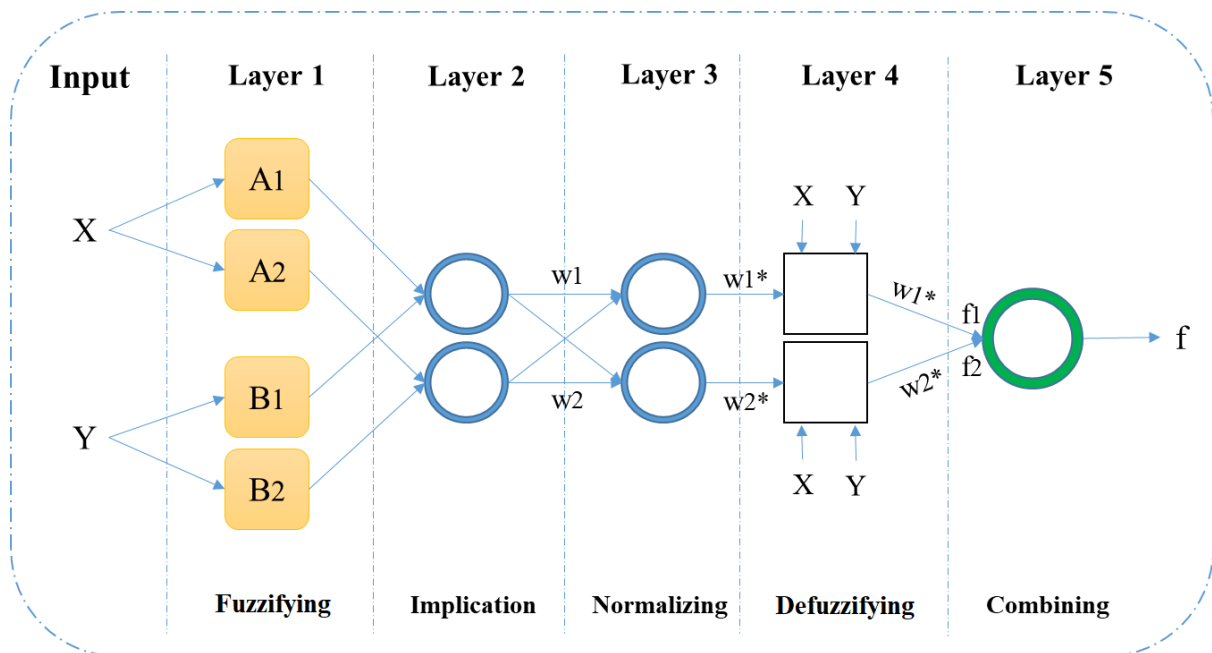 Input
Layer 1
Layer 2
Layer 3
Layer 4
Layer 5
A1
X
A2
X
Y
w1
w1*
w1*
f1
f
f2
w2
w2*
w2*
B1
Y
B2
X
Y
Fuzzifying
Implication
Normalizing
Defuzzifying
Combining